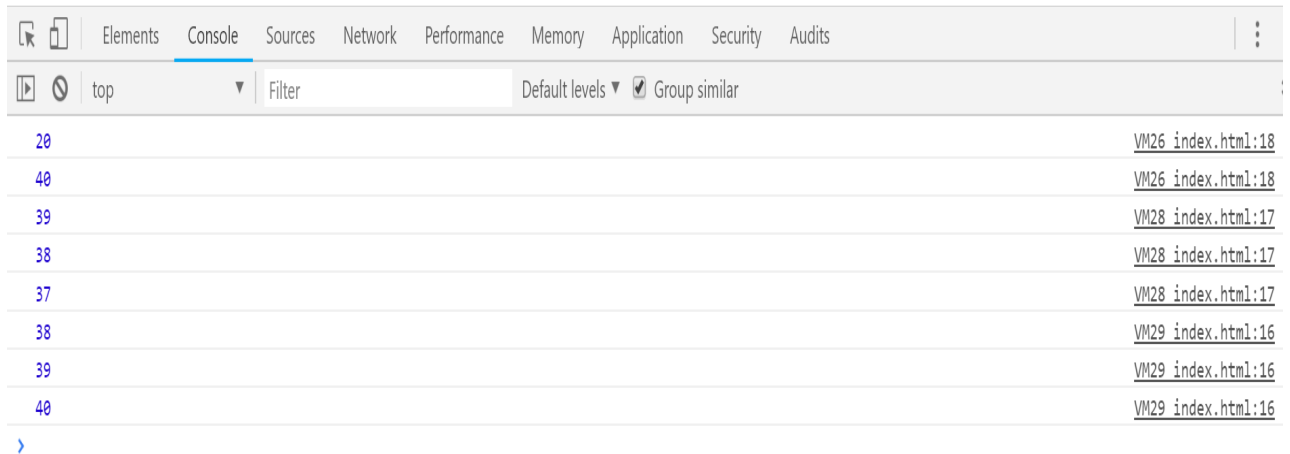 Elements Console Sources Network Performance Memory Application Security Audits
top Filter Default levels Group similar
20 VM26 index.html:18
40 VM26 index.html:18
39 VM28 index.html:17
38 VM28 index.html:17
37 VM28 index.html:17
38 VM29 index.html:16
39 VM29 index.html:16
40 VM29 index.html:16